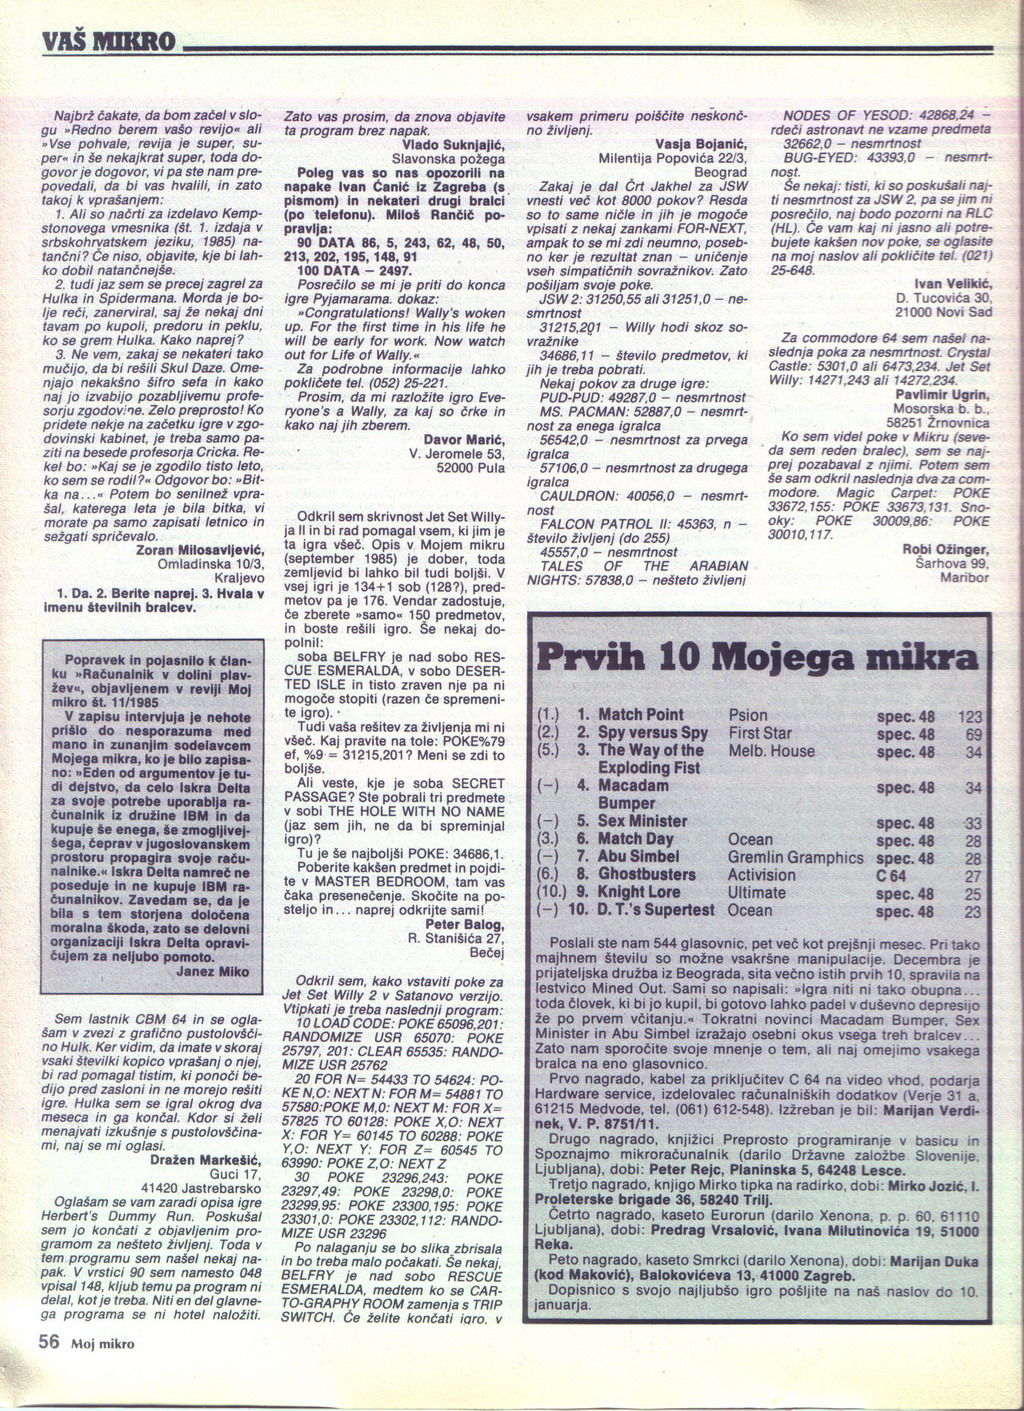 VAŠ MIKRO
Najbrž čakate, da bom začel v slo-
gu »Redno berem vašo revijo« ali
»Vse pohvale, revija je super, su-
per« in še nekajkrat super, toda do-
govor je dogovor, vi pa ste nam pre-
povedali, da bi vas hvalili, in zato
takoj k vprašanjem:
1. Ali so načrti za izdelavo Kemp-
stonovega vmesnika (št. 1. izdaja v
srbskohrvatskem jeziku, 1985) na-
tančni? Če niso, objavite, kje bi lah-
ko dobil natančnejše.
2. tudi jaz sem se precej zagrel za
Hulka in Spidermana. Morda je bo-
lje reči, zanerviral, saj že nekaj dni
tavam po kupoli, predoru in peklu,
ko se grem Hulka. Kako naprej?
3. Ne vem, zakaj se nekateri tako
mučijo, da bi rešili Skul Daze. Ome-
njajo nekakšno šifro sefa in kako
naj jo izvabijo pozabljivemu profe-
sorju zgodovine. Zelo preprosto! Ko
pridete nekje na začetku igre v zgo-
dovinski kabinet, je treba samo pa-
ziti na besede profesorja Cricka. Re-
kel bo: »Kaj se je zgodilo tisto leto,
ko sem se rodil?« Odgovor bo: »Bit-
ka na...« Potem bo senilnež vpra-
šal, katerega leta je bila bitka, vi
morate pa samo zapisati letnico in
sežgati spričevalo.
Zoran Milosavljević,
Omladinska 10/3,
Kraljevo
1. Da. 2. Berite naprej. 3. Hvala v
imenu številnih bralcev.
Popravek in pojasnilo k član-
ku »Računalnik v dolini plav-
žev«, objavljenem v reviji Moj
mikro št. 11/1985
V zapisu intervjuja je nehote
prišlo do nesporazuma med
mano in zunanjim sodelavcem
Mojega mikra, ko je bilo zapisa-
no: »Eden od argumentov je tu-
di dejstvo, da celo Iskra Delta
za svoje potrebe uporablja ra-
čunalnik iz družine IBM in da
kupuje še enega, še zmogljivej-
šega, čeprav v jugoslovanskem
prostoru propagira svoje raču-
nalnike.« Iskra Delta namreč ne
poseduje in ne kupuje IBM ra-
čunalnikov. Zavedam se, da je
bila s tem storjena določena
moralna škoda, zato se delovni
organizaciji Iskra Delta opravi-
čujem za neljubo pomoto.
Janez Miko
Sem lastnik CBM 64 in se ogla-
šam v zvezi z grafično pustolovšči-
no Hulk. Ker vidim, da imate v skoraj
vsaki številki kopico vprašanj o njej,
bi rad pomagal tistim, ki ponoči be-
dijo pred zasloni in ne morejo rešiti
igre. Hulka sem se igral okrog dva
meseca in ga končal. Kdor si želi
menjavati izkušnje s pustolovščina-
mi, naj se mi oglasi.
Dražen Markešić,
Guci 17,
41420 Jastrebarsko
Oglašam se vam zaradi opisa igre
Herbert's Dummy Run. Poskušal
sem jo končati z objavljenim pro-
gramom za nešteto življenj. Toda v
tem programu sem našel nekaj na-
pak. V vrstici 90 sem namesto 048
vpisal 148, kljub temu pa program ni
delal, kot je treba. Niti en del glavne-
ga programa se ni hotel naložiti.
Zato vas prosim, da znova objavite
ta program brez napak.
Vlado Suknjajić,
Slavonska požega
Poleg vas so nas opozorili na
napake Ivan Čanić iz Zagreba (s
pismom) in nekateri drugi bralci
(po telefonu). Miloš Rančić po-
pravlja:
90 DATA 86, 5, 243, 62, 48, 50,
213, 202, 195, 148, 91
100 DATA – 2497.
Posrečilo se mi je priti do konca
igre Pyjamarama. dokaz:
»Congratulations! Wally's woken
up. For the first time in his life he
will be early for work. Now watch
out for Life of Wally.«
Za podrobne informacije lahko
pokličete tel. (052) 25-221.
Prosim, da mi razložite igro Eve-
ryone's a Wally, za kaj so črke in
kako naj jih zberem.
Davor Marić,
V. Jeromele 53,
52000 Pula
Odkril sem skrivnost Jet Set Willy-
ja II in bi rad pomagal vsem, ki jim je
ta igra všeč. Opis v Mojem mikru
(september 1985) je dober, toda
zemljevid bi lahko bil tudi boljši. V
vsej igri je 134+1 sob (128?), pred-
metov pa je 176. Vendar zadostuje,
če zberete »samo« 150 predmetov,
in boste rešili igro. Še nekaj do-
polnil:
soba BELFRY je nad sobo RES-
CUE ESMERALDA, v sobo DESER-
TED ISLE in tisto zraven nje pa ni
mogoče stopiti (razen če spremeni-
te igro).
Tudi vaša rešitev za življenja mi ni
všeč. Kaj pravite na tole: POKE%79
ef, %9 = 31215,201? Meni se zdi to
boljše.
Ali veste, kje je soba SECRET
PASSAGE? Ste pobrali tri predmete
v sobi THE HOLE WITH NO NAME
(jaz sem jih, ne da bi spreminjal
igro)?
Tu je še najboljši POKE: 34686,1.
Poberite kakšen predmet in pojdi-
te v MASTER BEDROOM, tam vas
čaka presenečenje. Skočite na po-
steljo in... naprej odkrijte sami!
Peter Balog,
R. Stanišića 27,
Bečej
Odkril sem, kako vstaviti poke za
Jet Set Willy 2 v Satanovo verzijo.
Vtipkati je treba naslednji program:
10 LOAD CODE: POKE 65096,201:
RANDOMIZE USR 65070: POKE
25797, 201: CLEAR 65535: RANDO-
MIZE USR 25762
20 FOR N= 54433 TO 54624: PO-
KE N,O: NEXT N: FOR M= 54881 TO
57580:POKE M,0: NEXT M: FOR X=
57825 TO 60128: POKE X,O: NEXT
X: FOR Y= 60145 TO 60288: POKE
Y,O: NEXT Y: FOR Z= 60545 TO
63990: POKE Z,O: NEXT Z
30 POKE 23296,243: POKE
23297,49: POKE 23298,0: POKE
23299,95: POKE 23300,195: POKE
23301,0: POKE 23302,112: RANDO-
MIZE USR 23296
Po nalaganju se bo slika zbrisala
in bo treba malo počakati. Še nekaj,
BELFRY je nad sobo RESCUE
ESMERALDA, medtem ko se CAR-
TO-GRAPHY ROOM zamenja s TRIP
SWITCH. Če želite končati igro, v
vsakem primeru poiščite neskonč-
no življenj.
Vasja Bojanić,
Milentija Popovića 22/3,
Beograd
Zakaj je dal Črt Jakhel za JSW
vnesti več kot 8000 pokov? Resda
so to same ničle in jih je mogoče
vpisati z nekaj zankami FOR-NEXT,
ampak to se mi zdi neumno, poseb-
no ker je rezultat znan – uničenje
vseh simpatičnih sovražnikov. Zato
pošiljam svoje poke.
JSW 2: 31250,55 ali 31251,0 – ne-
smrtnost
31215,201 – Willy hodi skoz so-
vražnike
34686,11 – število predmetov, ki
jih je treba pobrati.
Nekaj pokov za druge igre:
PUD-PUD: 49287,0 – nesmrtnost
MS. PACMAN: 52887,0 – nesmrt-
nost za enega igralca
56542,0 – nesmrtnost za prvega
igralca
57106,0 – nesmrtnost za drugega
igralca
CAULDRON: 40056,0 – nesmrt-
nost
FALCON PATROL II: 45363, n –
število življenj (do 255)
45557,0 – nesmrtnost
TALES OF THE ARABIAN
NIGHTS: 57838,0 – nešteto življenj
NODES OF YESOD: 42868,24 –
rdeči astronavt ne vzame predmeta
32662,0 – nesmrtnost
BUG-EYED: 43393,0 – nesmrt-
nost.
Še nekaj: tisti, ki so poskušali naj-
ti nesmrtnost za JSW 2, pa se jim ni
posrečilo, naj bodo pozorni na RLC
(HL). Če vam kaj ni jasno ali potre-
bujete kakšen nov poke, se oglasite
na moj naslov ali pokličite tel. (021)
25-648.
Ivan Velikić,
D. Tucovića 30,
21000 Novi Sad
Za commodore 64 sem našel na-
slednja poka za nesmrtnost. Crystal
Castle: 5301,0 ali 6473,234. Jet Set
Willy: 14271,243 ali 14272,234.
Pavlimir Ugrin,
Mosorska b. b.,
58251 Žrnovnica
Ko sem videl poke v Mikru (seve-
da sem reden bralec), sem se naj-
prej pozabaval z njimi. Potem sem
še sam odkril naslednja dva za com-
modore. Magic Carpet: POKE
33672,155: POKE 33673,131. Sno-
oky: POKE 30009,86: POKE
30010,117.
Robi Ožinger,
Šarhova 99,
Maribor
Prvih 10 Mojega mikra
(1.) 1. Match Point Psion spec. 48 123
(2.) 2. Spy versus Spy First Star spec. 48 69
(5.) 3. The Way of the Melb. House spec. 48 34
Exploding Fist
(–) 4. Macadam spec. 48 34
Bumper
(–) 5. Sex Minister spec. 48 33
(3.) 6. Match Day Ocean spec. 48 28
(–) 7. Abu Simbel Gremlin Gramphics spec. 48 28
(6.) 8. Ghostbusters Activision C 64 27
(10.) 9. Knight Lore Ultimate spec. 48 25
(–) 10. D. T.'s Supertest Ocean spec. 48 23
Poslali ste nam 544 glasovnic, pet več kot prejšnji mesec. Pri tako
majhnem številu so možne vsakršne manipulacije. Decembra je
prijateljska družba iz Beograda, sita večno istih prvih 10, spravila na
lestvico Mined Out. Sami so napisali: »Igra niti ni tako obupna...
toda človek, ki bi jo kupil, bi gotovo lahko padel v duševno depresijo
že po prvem včitanju.« Tokratni novinci Macadam Bumper, Sex
Minister in Abu Simbel izražajo osebni okus vsega treh bralcev...
Zato nam sporočite svoje mnenje o tem, ali naj omejimo vsakega
bralca na eno glasovnico.
Prvo nagrado, kabel za priključitev C 64 na video vhod, podarja
Hardware service, izdelovalec računalniških dodatkov (Verje 31 a,
61215 Medvode, tel. (061) 612-548). Izžreban je bil: Marijan Verdi-
nek, V. P. 8751/11.
Drugo nagrado, knjižici Preprosto programiranje v basicu in
Spoznajmo mikroračunalnik (darilo Državne založbe Slovenije,
Ljubljana), dobi: Peter Rejc, Planinska 5, 64248 Lesce.
Tretjo nagrado, knjigo Mirko tipka na radirko, dobi: Mirko Jozić, I.
Proleterske brigade 36, 58240 Trilj.
Četrto nagrado, kaseto Eurorun (darilo Xenona, p. p. 60, 61110
Ljubljana), dobi: Predrag Vrsalović, Ivana Milutinovića 19, 51000
Reka.
Peto nagrado, kaseto Smrkci (darilo Xenona), dobi: Marijan Duka
(kod Maković), Balokovićeva 13, 41000 Zagreb.
Dopisnico s svojo najljubšo igro pošljite na naš naslov do 10.
januarja.
56 Moj mikro